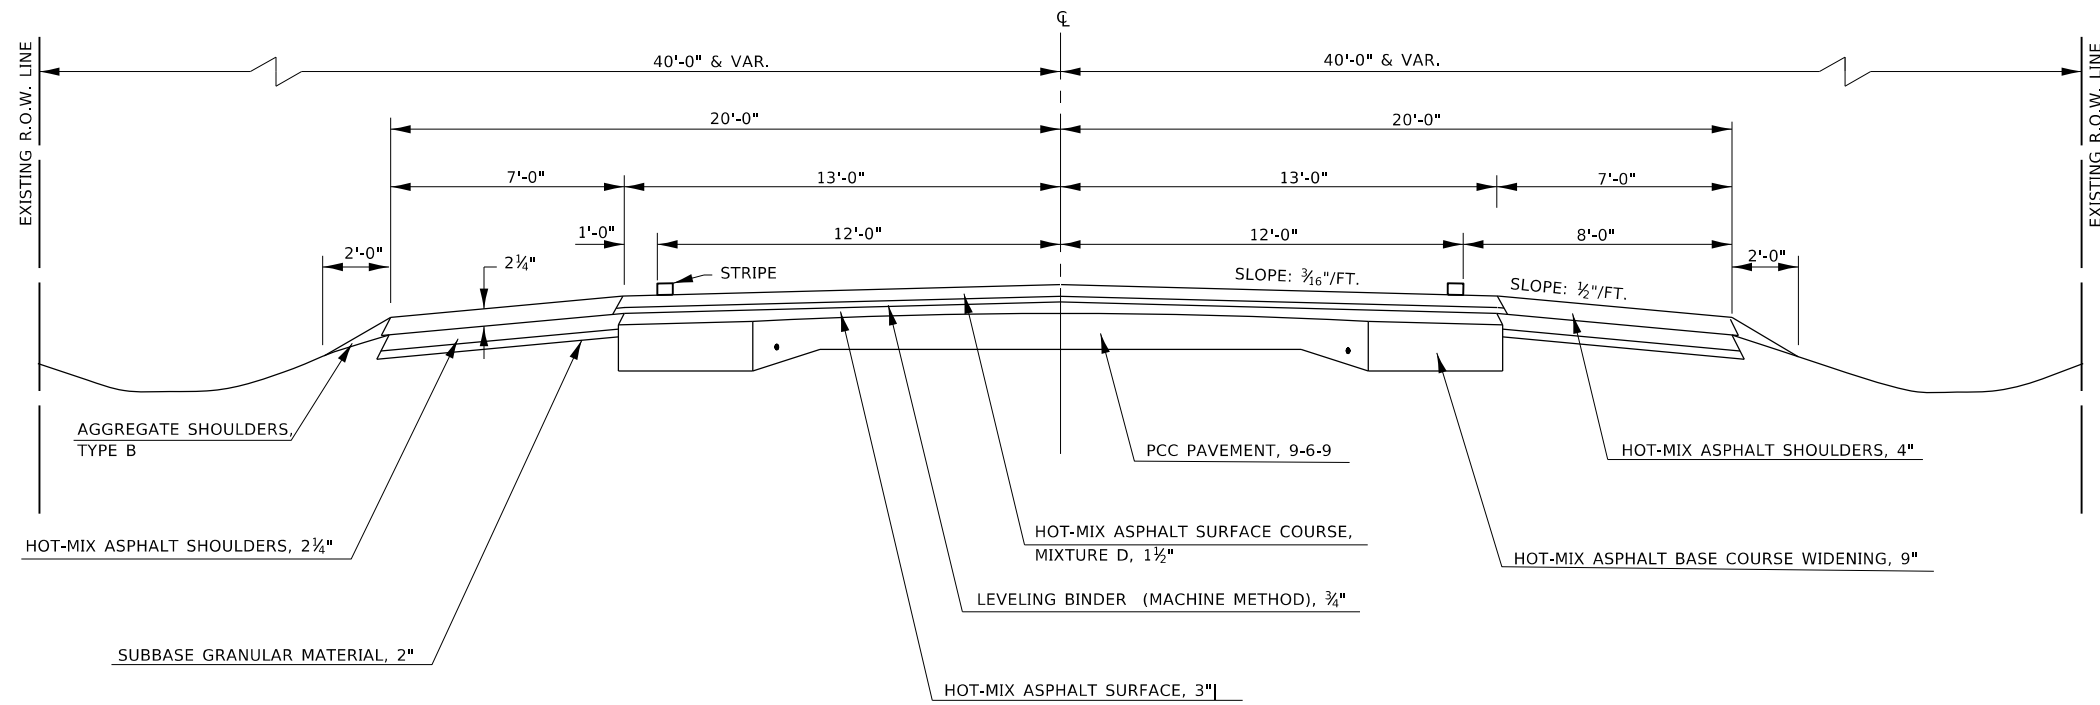 ℄
EXISTING R.O.W. LINE
40'-0" & VAR.
40'-0" & VAR.
EXISTING R.O.W. LINE
20'-0"
20'-0"
7'-0"
13'-0"
13'-0"
7'-0"
1'-0"
12'-0"
12'-0"
8'-0"
2'-0"
2¼"
STRIPE
SLOPE: 3/16"/FT.
SLOPE: ½"/FT.
2'-0"
AGGREGATE SHOULDERS,
TYPE B
PCC PAVEMENT, 9-6-9
HOT-MIX ASPHALT SHOULDERS, 4"
HOT-MIX ASPHALT SHOULDERS, 2¼"
HOT-MIX ASPHALT SURFACE COURSE,
MIXTURE D, 1½"
HOT-MIX ASPHALT BASE COURSE WIDENING, 9"
LEVELING BINDER (MACHINE METHOD), ¾"
SUBBASE GRANULAR MATERIAL, 2"
HOT-MIX ASPHALT SURFACE, 3"